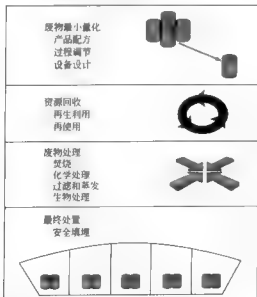 废物最小量化
产品配方
过程调节
设备设计
资源回收
再生利用
再使用
废物处理
焚烧
化学处理
过滤和蒸发
生物处理
最终处置
安全填埋